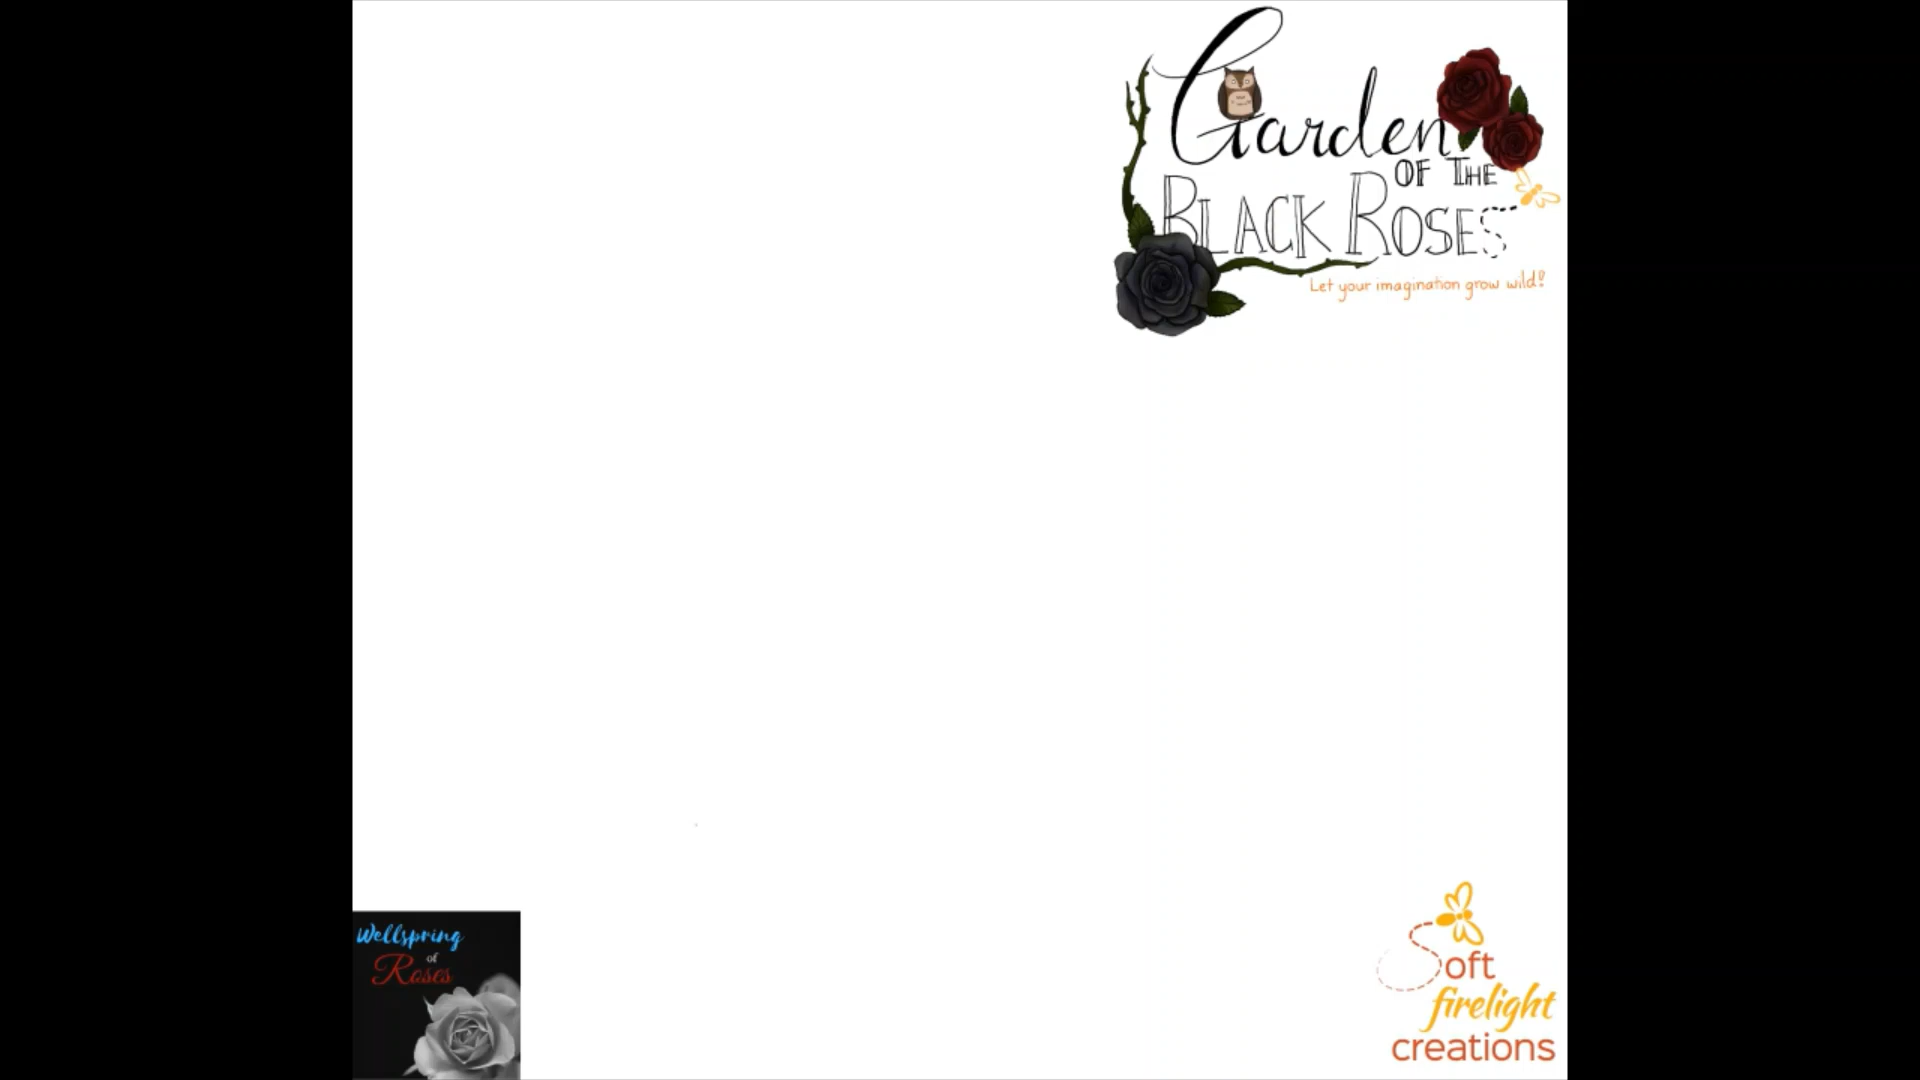 Garden
OF THE
BLACK ROSES
Let your imagination grow wild!
Wellspring
of
Roses
Soft
firelight
creations